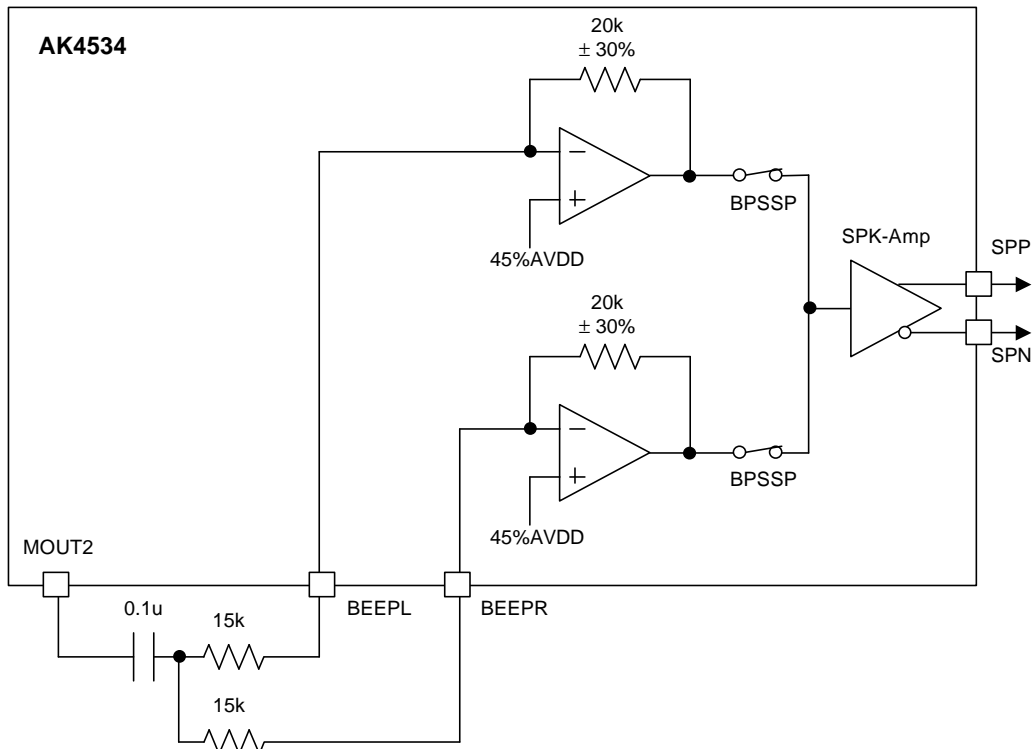 AK4534
20k
± 30%
−
+
BPSSP
45%AVDD
SPK-Amp
SPP
20k
± 30%
SPN
−
+
BPSSP
45%AVDD
MOUT2
BEEPL
BEEPR
0.1u
15k
15k